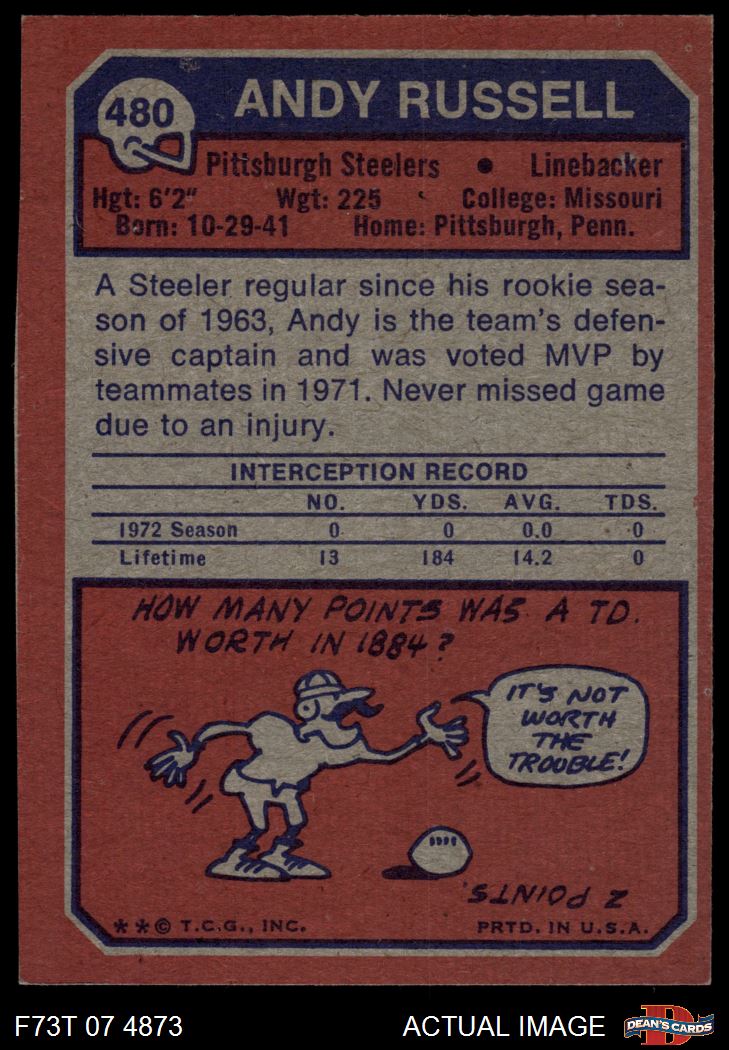 480
ANDY RUSSELL
Pittsburgh Steelers • Linebacker
Hgt: 6'2" Wgt: 225 College: Missouri
Born: 10-29-41 Home: Pittsburgh, Penn.
A Steeler regular since his rookie sea-
son of 1963, Andy is the team's defen-
sive captain and was voted MVP by
teammates in 1971. Never missed game
due to an injury.
INTERCEPTION RECORD
NO. YDS. AVG. TDS.
1972 Season 0 0 0.0 0
Lifetime 13 184 14.2 0
HOW MANY POINTS WAS A TD.
WORTH IN 1884?
IT'S NOT
WORTH
THE
TROUBLE!
2 POINTS.
**© T.C.G., INC. PRTD. IN U.S.A.
F73T 07 4873 ACTUAL IMAGE
D
DEAN'S CARDS